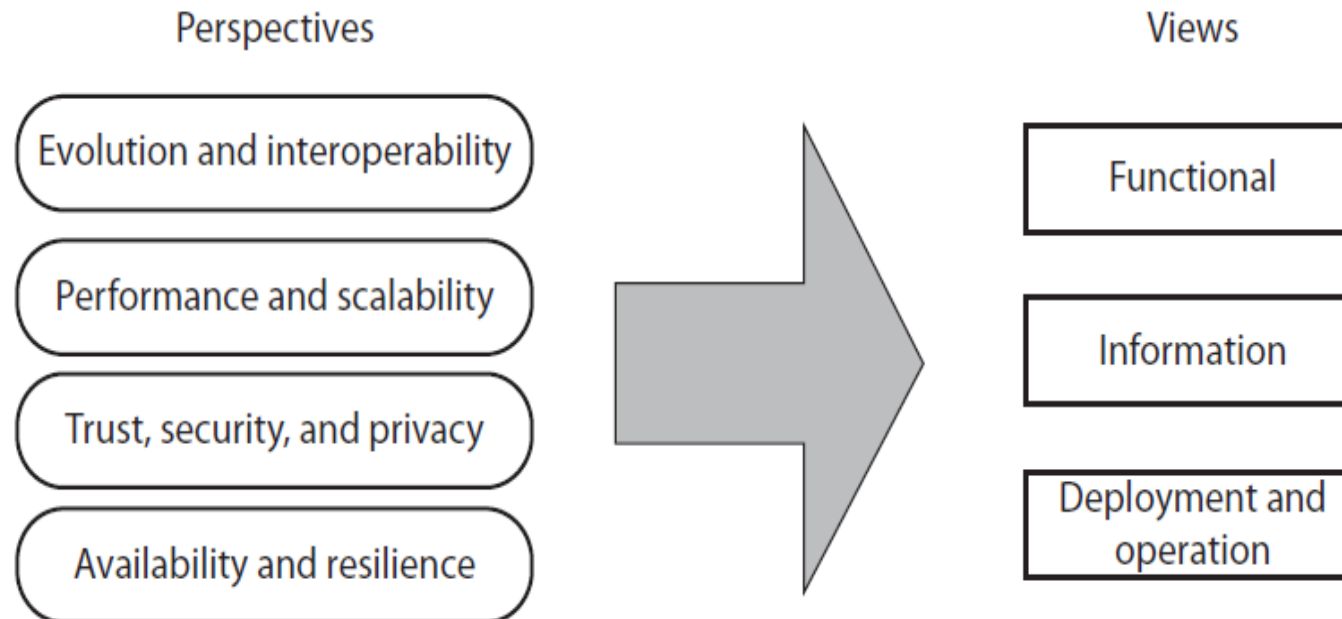 Perspectives
Views
Evolution and interoperability
Performance and scalability
Trust, security, and privacy
Availability and resilience
Functional
Information
Deployment and
operation